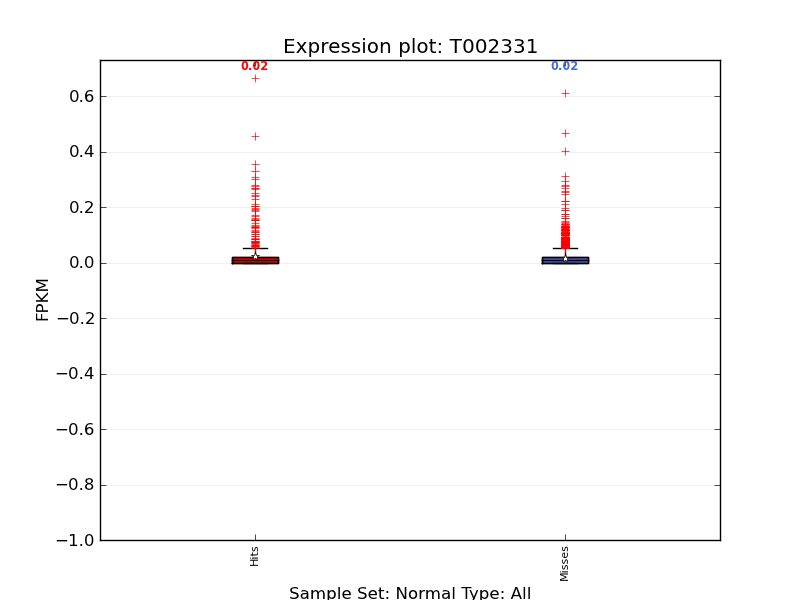 Expression plot: T002331
0.02
0.02
0.6
0.4
0.2
0.0
−0.2
−0.4
−0.6
−0.8
−1.0
FPKM
Hits
Misses
Sample Set: Normal Type: All